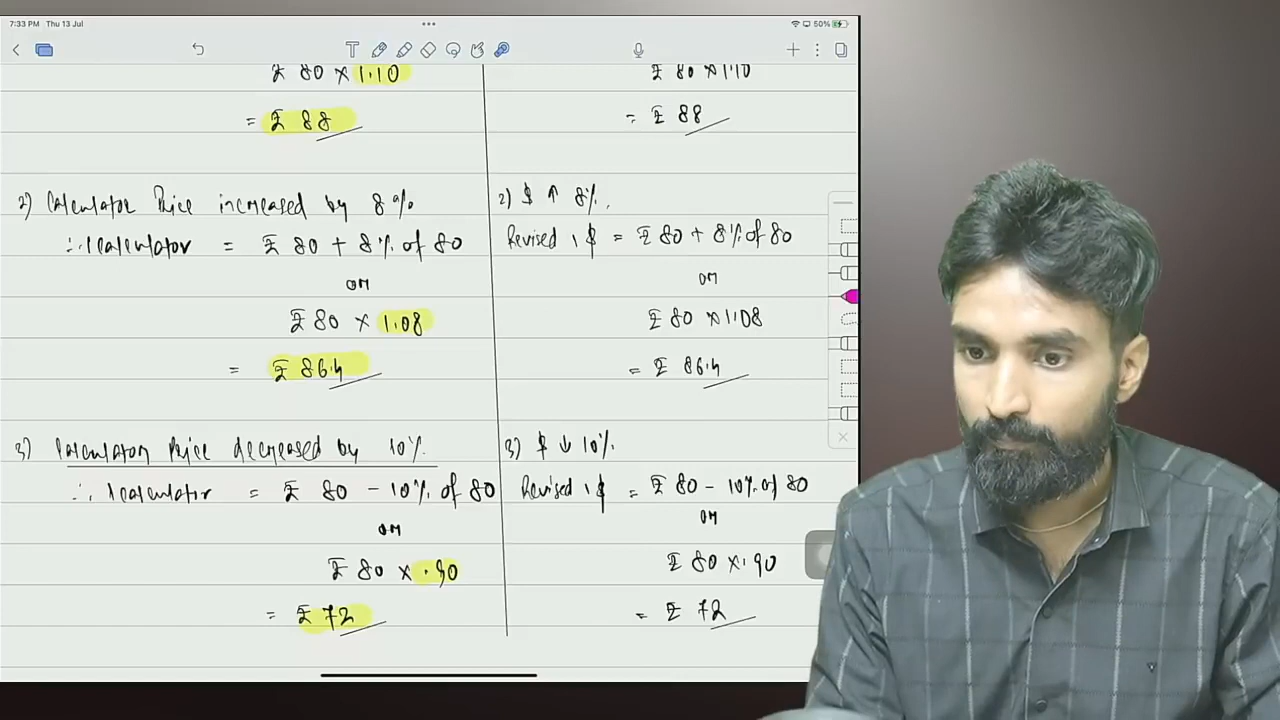 7:33 PM Thu 13 Jul
50%
₹ 80 × 1.10
= ₹ 88
2) Calculator Price increased by 8%
∴ 1 calculator = ₹ 80 + 8% of 80
or
₹ 80 × 1.08
= ₹ 86.4
3) Calculator Price decreased by 10%.
∴ 1 calculator = ₹ 80 - 10% of 80
or
₹ 80 × .90
= ₹ 72
₹ 80 × 1.10
= ₹ 88
2) $ ↑ 8%.
Revised 1 $ = ₹ 80 + 8% of 80
or
₹ 80 × 1.08
= ₹ 86.4
3) $ ↓ 10%.
Revised 1 $ = ₹ 80 - 10% of 80
or
₹ 80 × .90
= ₹ 72